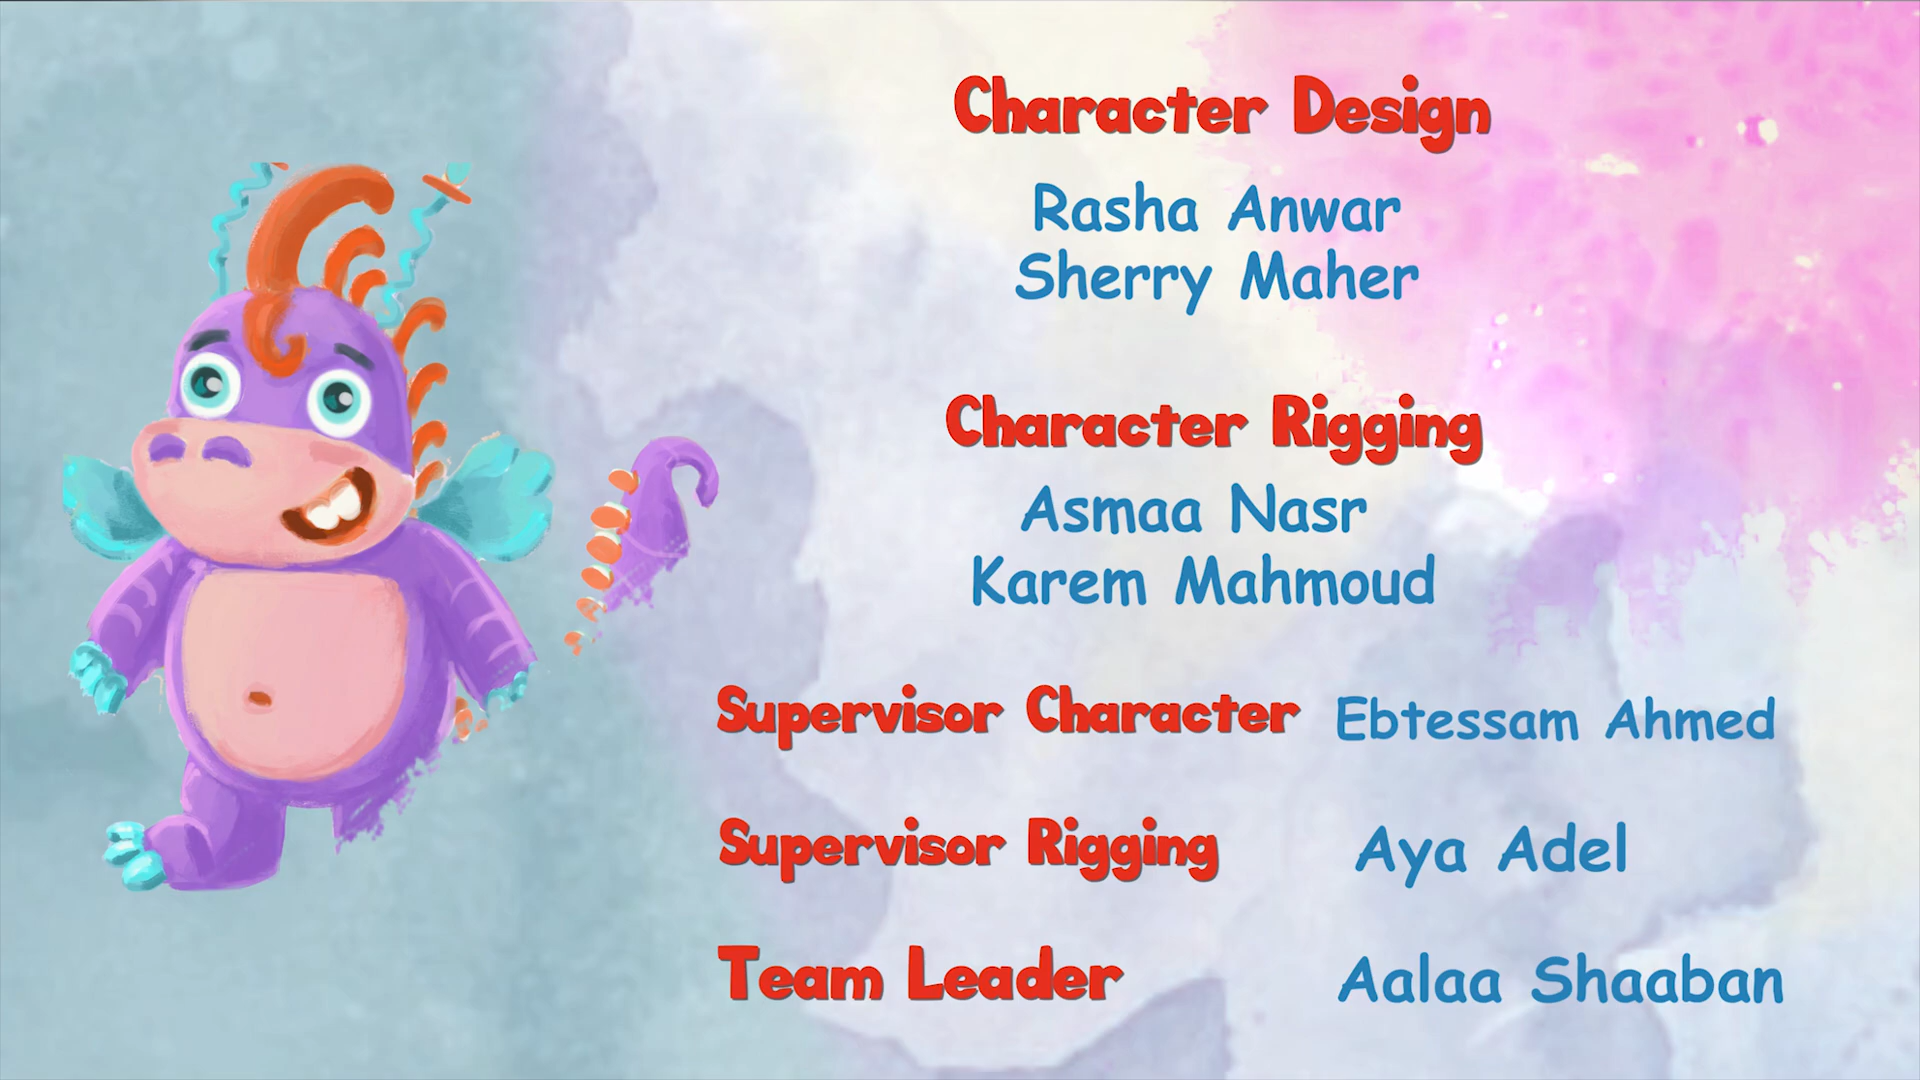 Character Design
Rasha Anwar
Sherry Maher
Character Rigging
Asmaa Nasr
Karem Mahmoud
Supervisor Character Ebtessam Ahmed
Supervisor Rigging Aya Adel
Team Leader Aalaa Shaaban